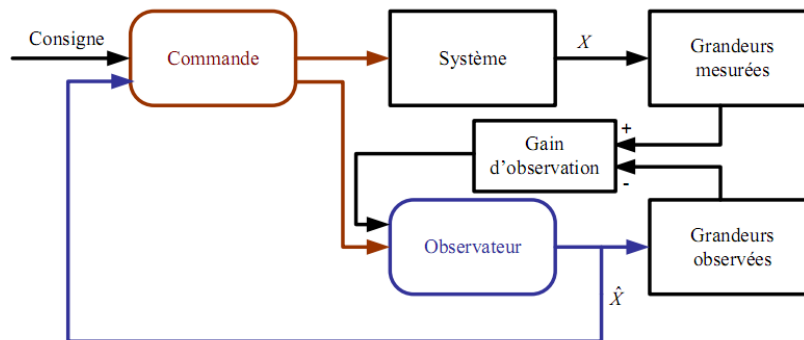 Consigne
Commande
Système
X
Grandeurs
mesurées
+
Gain
d'observation
-
Observateur
X̂
Grandeurs
observées